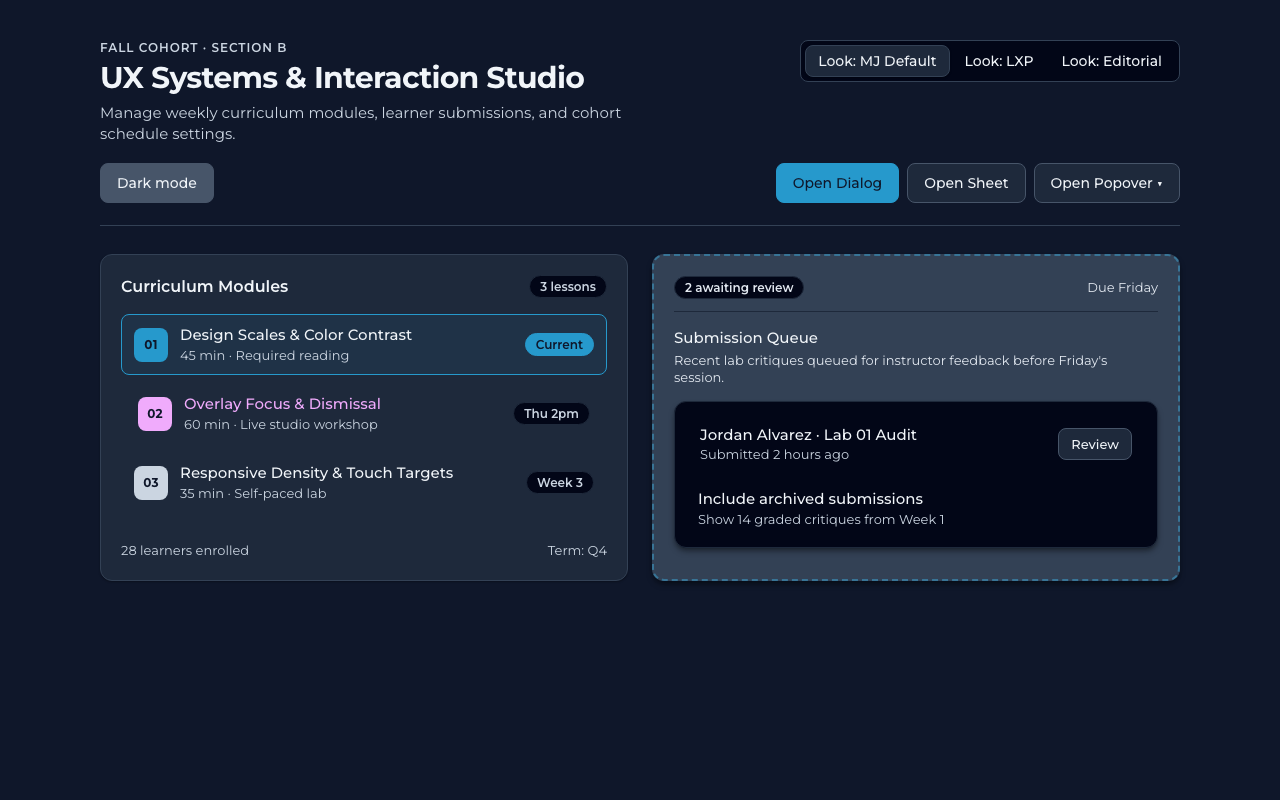 FALL COHORT · SECTION B
UX Systems & Interaction Studio
Manage weekly curriculum modules, learner submissions, and cohort
schedule settings.
Look: MJ Default
Look: LXP
Look: Editorial
Dark mode
Open Dialog
Open Sheet
Open Popover ▾
Curriculum Modules
3 lessons
01
Design Scales & Color Contrast
45 min · Required reading
Current
02
Overlay Focus & Dismissal
60 min · Live studio workshop
Thu 2pm
03
Responsive Density & Touch Targets
35 min · Self-paced lab
Week 3
28 learners enrolled
Term: Q4
2 awaiting review
Due Friday
Submission Queue
Recent lab critiques queued for instructor feedback before Friday's
session.
Jordan Alvarez · Lab 01 Audit
Submitted 2 hours ago
Review
Include archived submissions
Show 14 graded critiques from Week 1